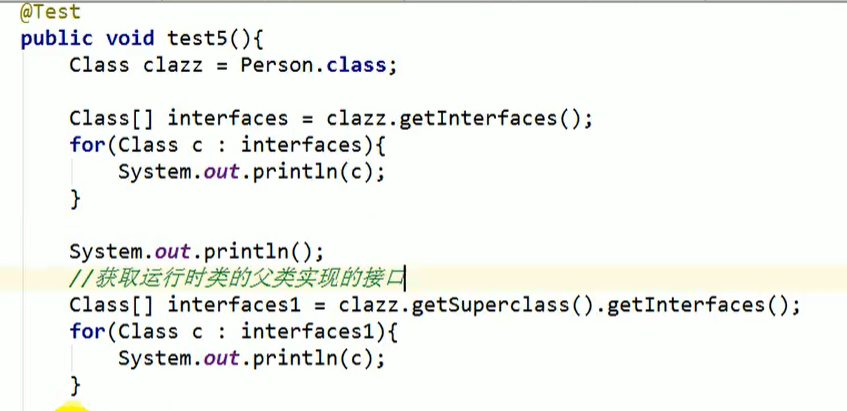 @Test
public void test5(){
Class clazz = Person.class;
Class[] interfaces = clazz.getInterfaces();
for(Class c : interfaces){
System.out.println(c);
}
System.out.println();
//获取运行时类的父类实现的接口
Class[] interfaces1 = clazz.getSuperclass().getInterfaces();
for(Class c : interfaces1){
System.out.println(c);
}